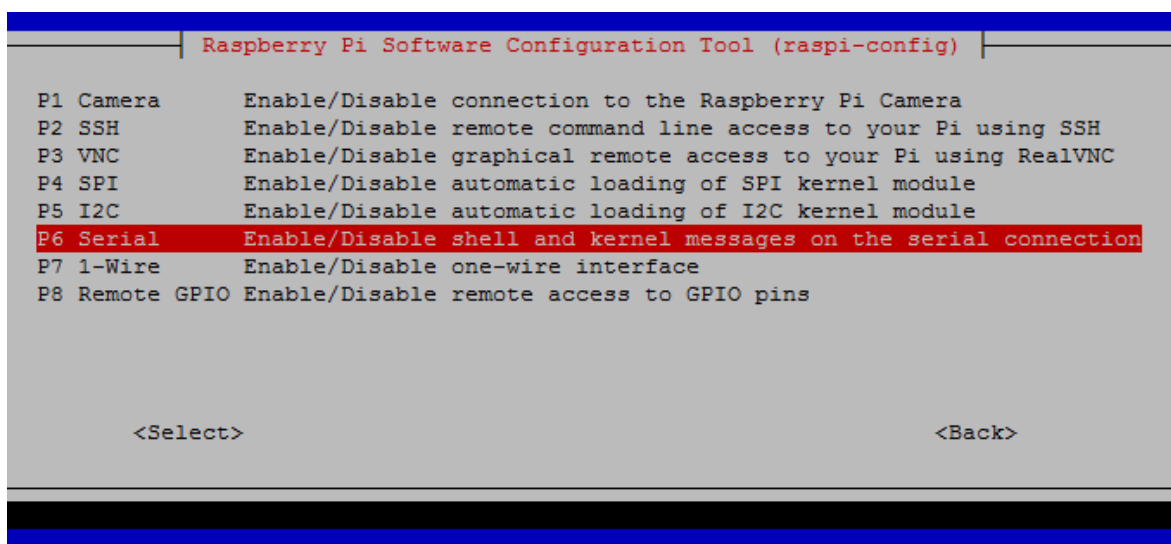 Raspberry Pi Software Configuration Tool (raspi-config)
P1 Camera Enable/Disable connection to the Raspberry Pi Camera
P2 SSH Enable/Disable remote command line access to your Pi using SSH
P3 VNC Enable/Disable graphical remote access to your Pi using RealVNC
P4 SPI Enable/Disable automatic loading of SPI kernel module
P5 I2C Enable/Disable automatic loading of I2C kernel module
P6 Serial Enable/Disable shell and kernel messages on the serial connection
P7 1-Wire Enable/Disable one-wire interface
P8 Remote GPIO Enable/Disable remote access to GPIO pins
<Select> <Back>